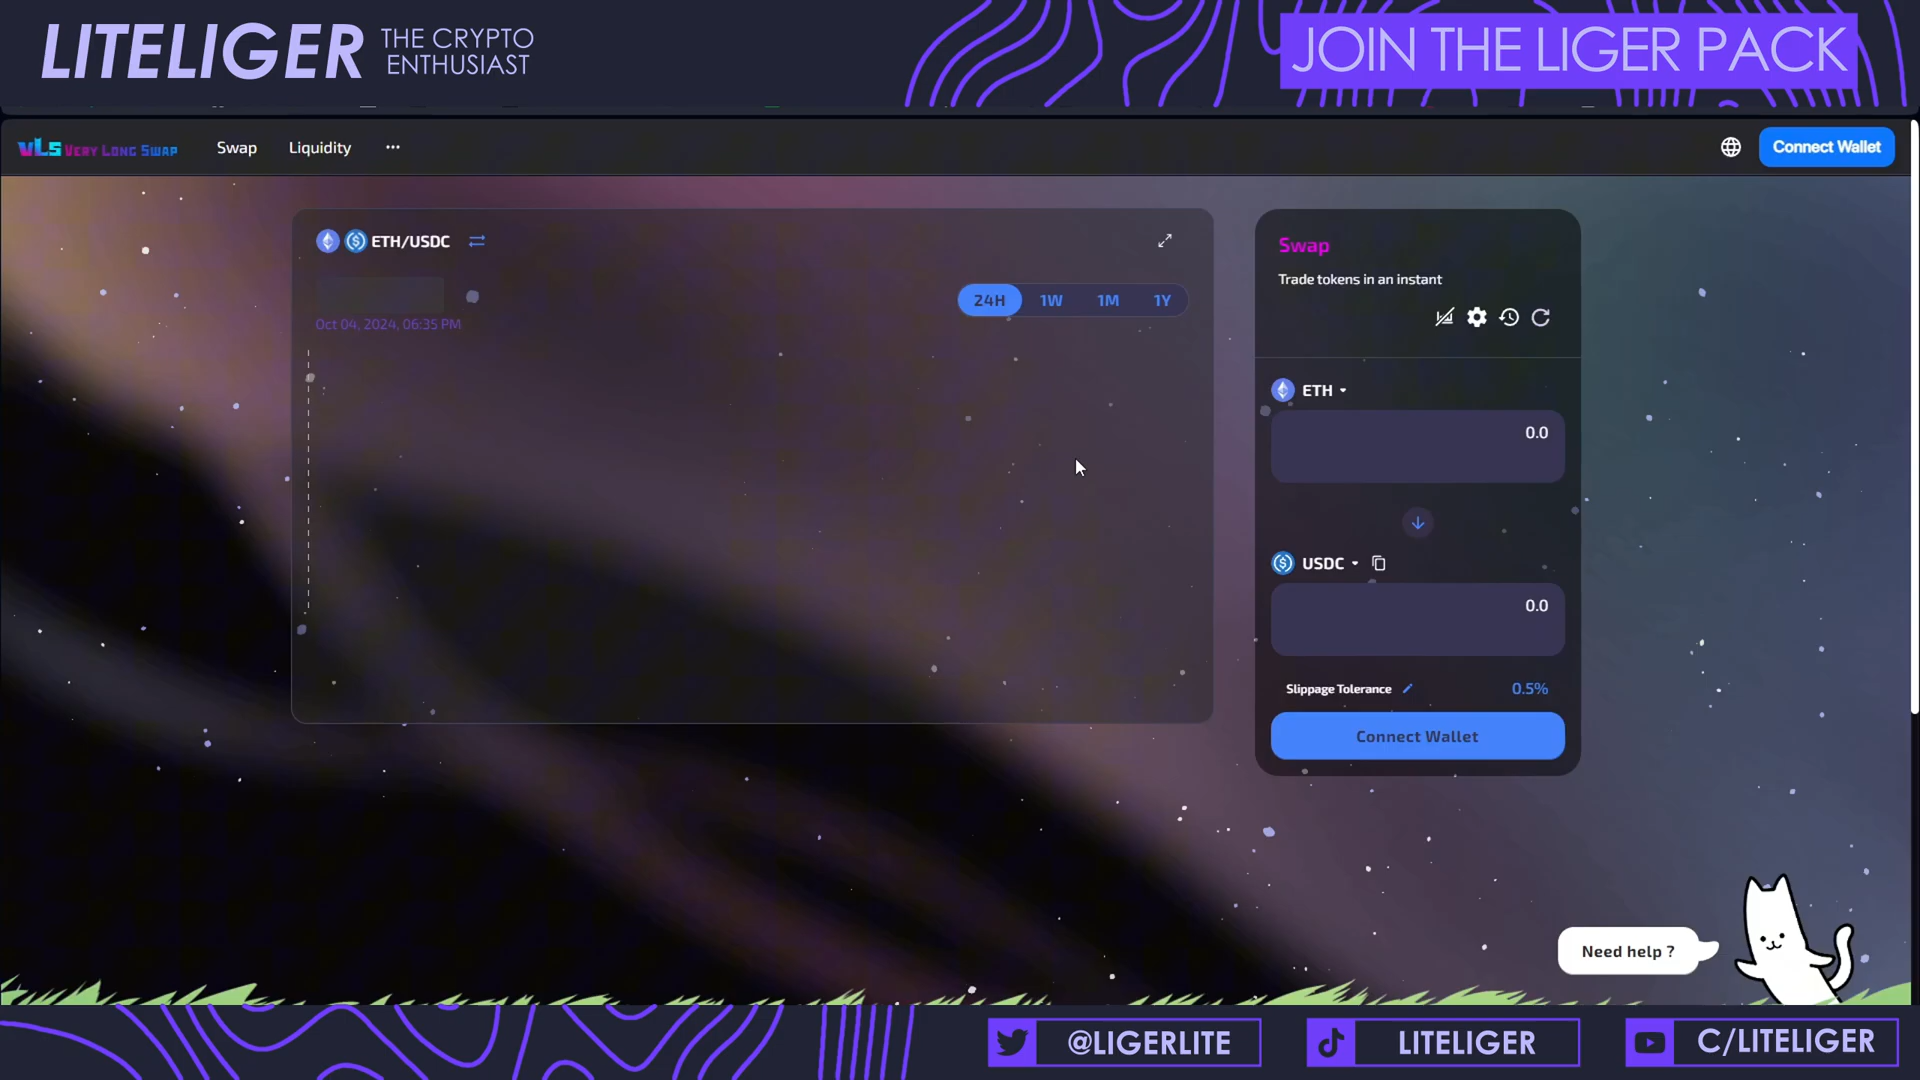 LITELIGER
THE CRYPTO
ENTHUSIAST
JOIN THE LIGER PACK
VLS VERY LONG SWAP
Swap
Liquidity
Connect Wallet
ETH/USDC
Oct 04, 2024, 06:35 PM
24H
1W
1M
1Y
Swap
Trade tokens in an instant
ETH
0.0
USDC
0.0
Slippage Tolerance
0.5%
Connect Wallet
Need help ?
@LIGERLITE
LITELIGER
C/LITELIGER